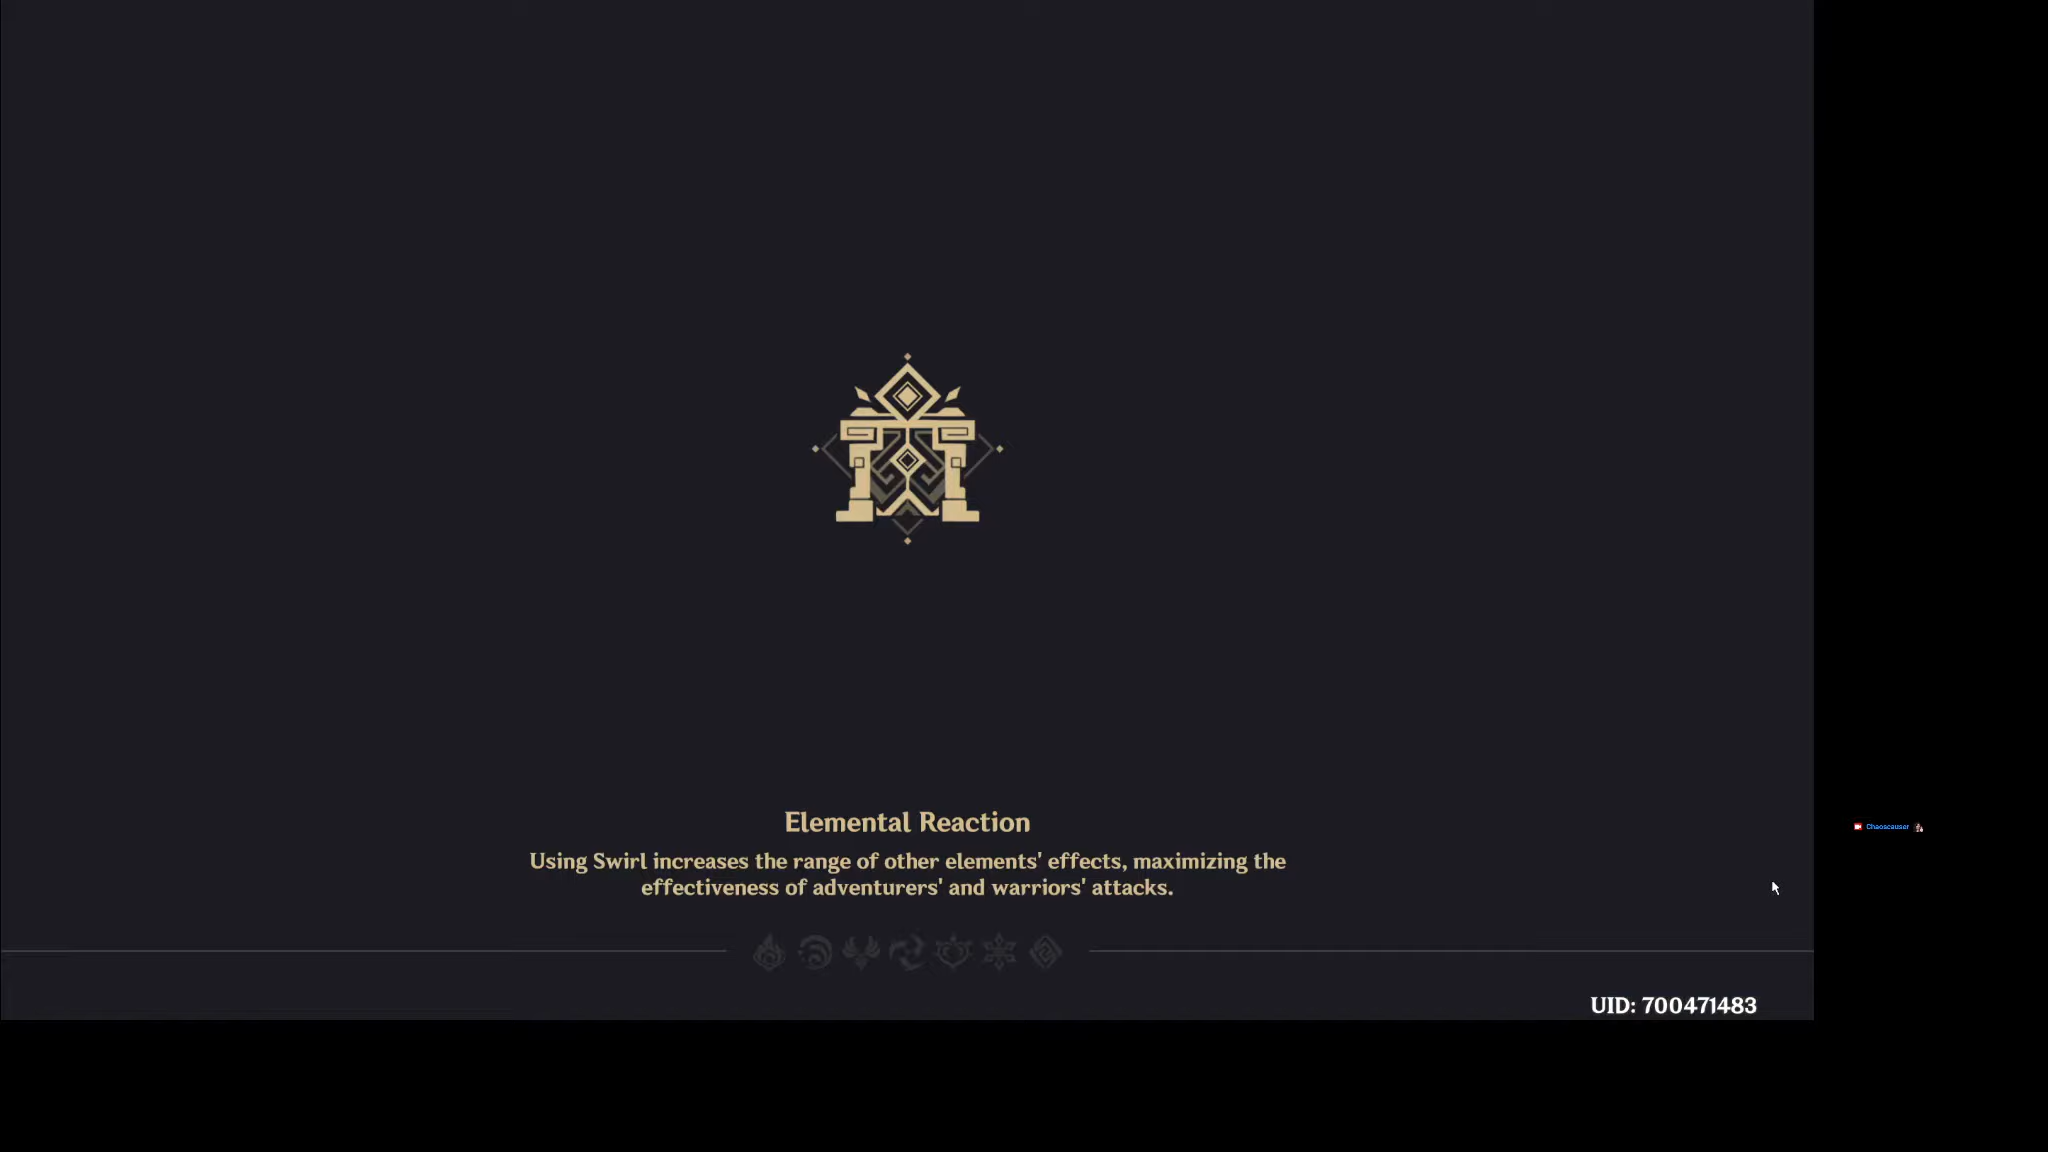 Elemental Reaction
Using Swirl increases the range of other elements' effects, maximizing the
effectiveness of adventurers' and warriors' attacks.
Chaoscauser
UID: 700471483